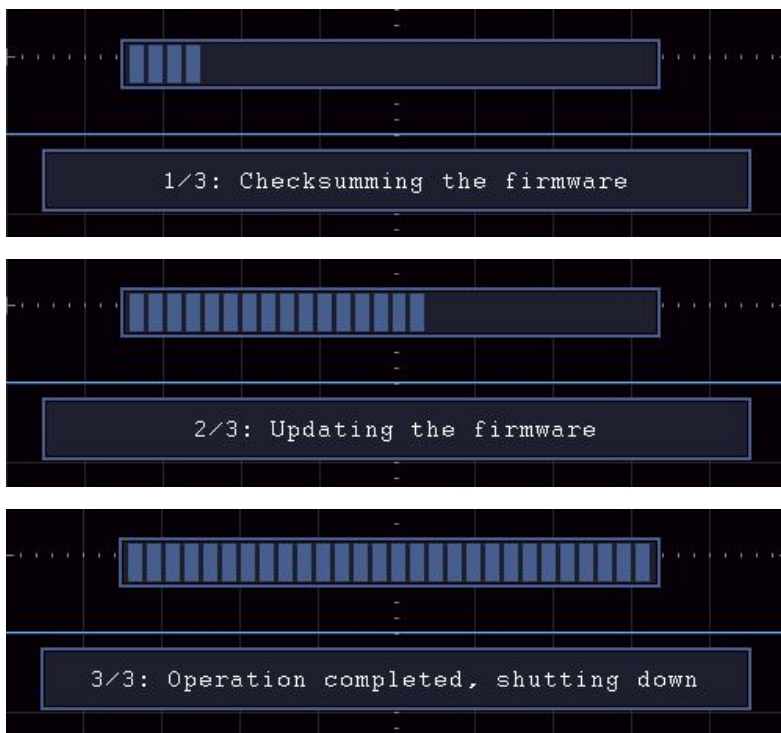 1/3: Checksumming the firmware
2/3: Updating the firmware
3/3: Operation completed, shutting down